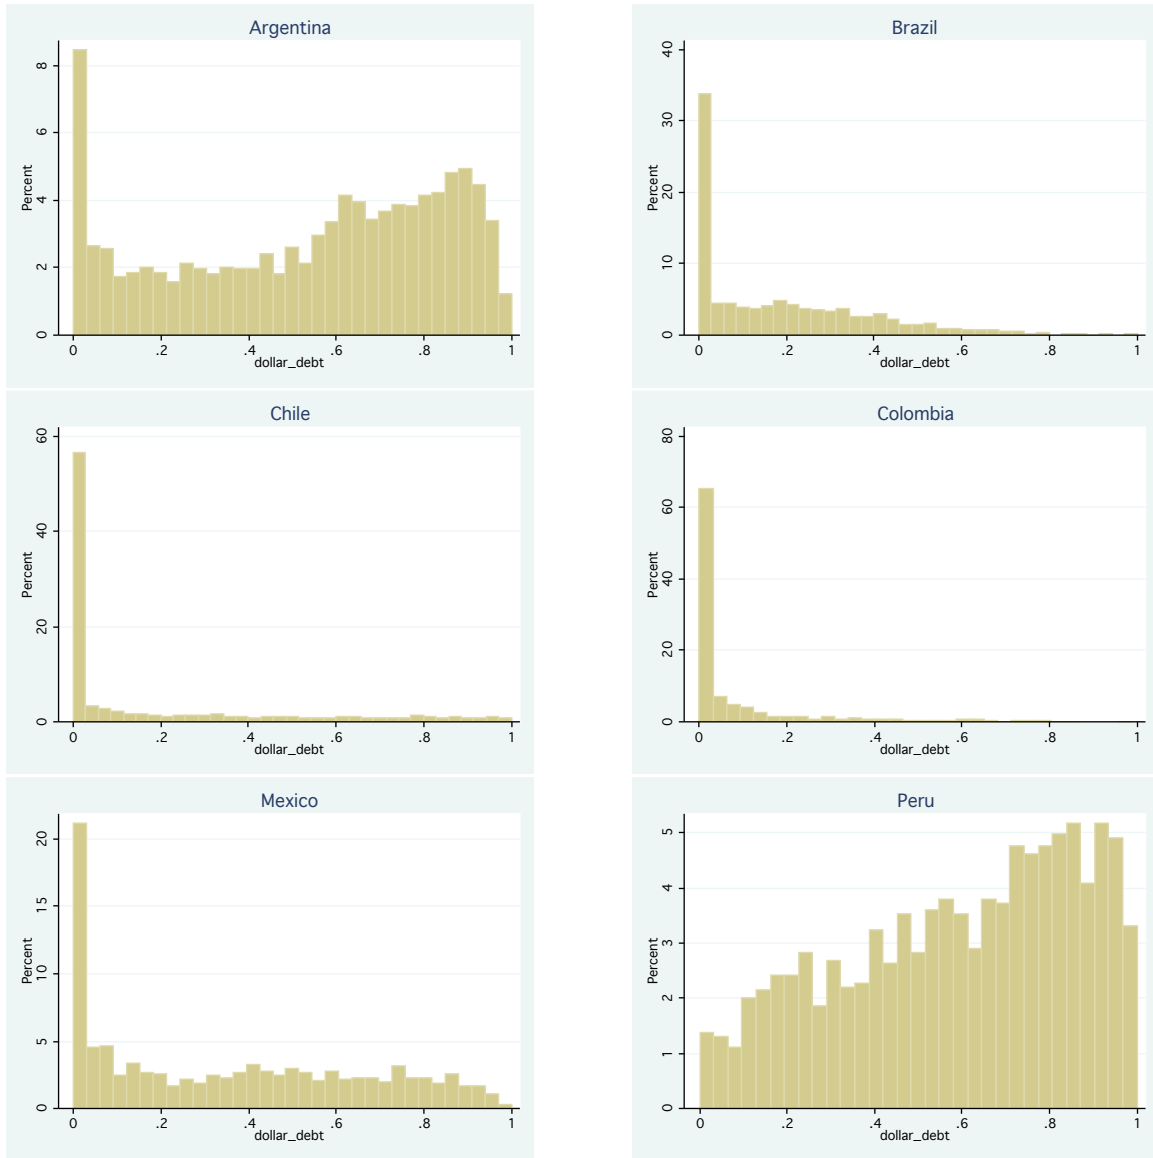 Argentina
Percent
8
6
4
2
0
0 .2 .4 .6 .8 1
dollar_debt
Brazil
Percent
40
30
20
10
0
0 .2 .4 .6 .8 1
dollar_debt
Chile
Percent
60
40
20
0
0 .2 .4 .6 .8 1
dollar_debt
Colombia
Percent
80
60
40
20
0
0 .2 .4 .6 .8 1
dollar_debt
Mexico
Percent
20
15
10
5
0
0 .2 .4 .6 .8 1
dollar_debt
Peru
Percent
5
4
3
2
1
0
0 .2 .4 .6 .8 1
dollar_debt